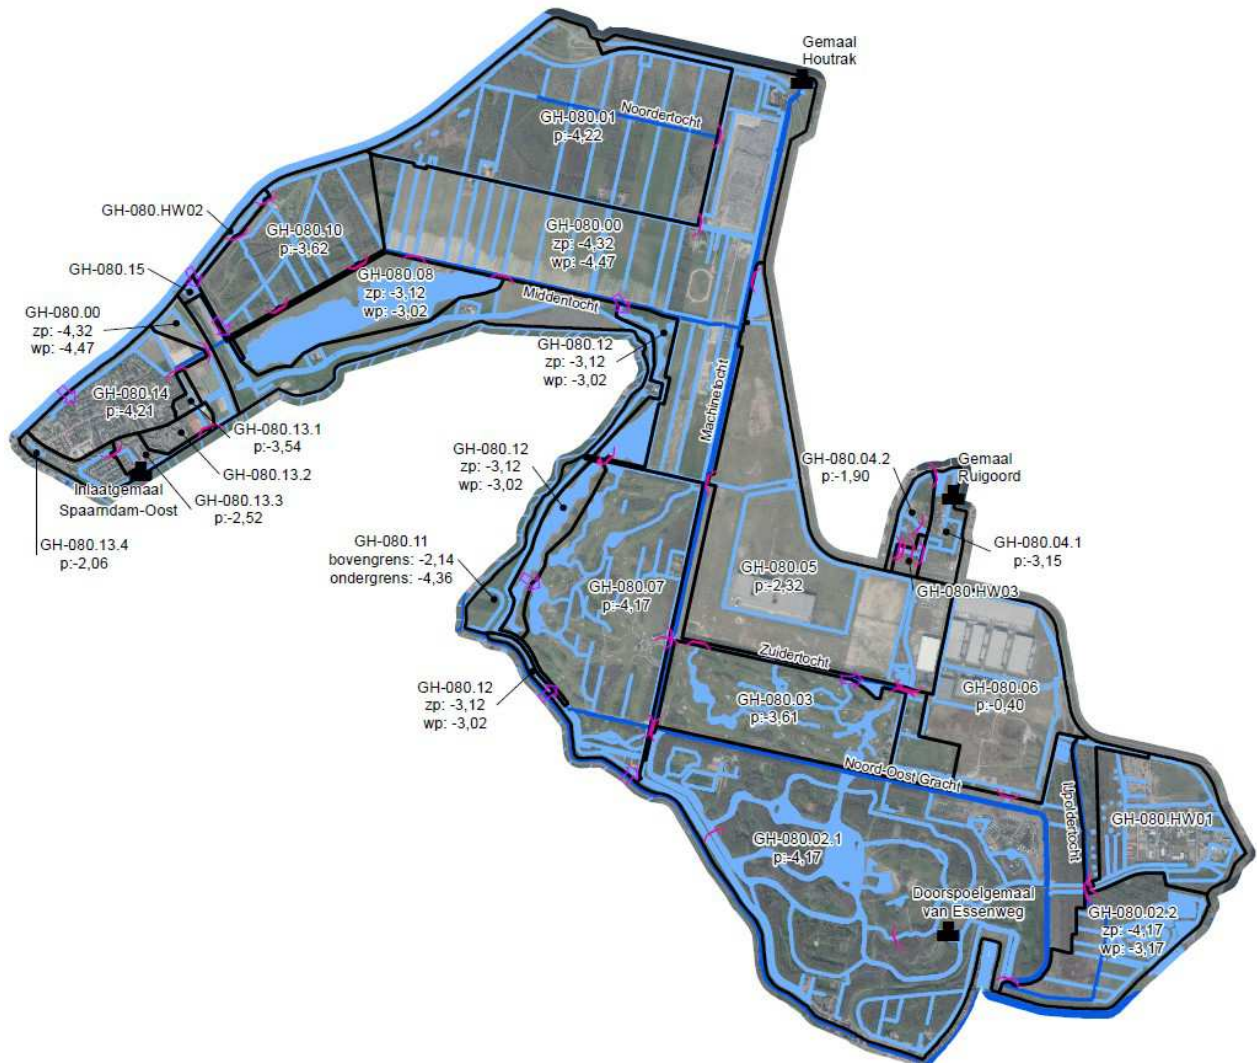 Gemaal
Houtrak
Noordertocht
GH-080.01
p:-4,22
GH-080.HW02
GH-080.10
p:-3,62
GH-080.00
zp: -4,32
wp: -4,47
GH-080.15
GH-080.08
zp: -3,12
wp: -3,02
Middentocht
GH-080.00
zp: -4,32
wp: -4,47
GH-080.12
zp: -3,12
wp: -3,02
Machinetocht
GH-080.14
p:-4,21
GH-080.13.1
p:-3,54
GH-080.13.2
GH-080.13.3
p:-2,52
Inlaatgemaal
Spaarndam-Oost
GH-080.13.4
p:-2,06
GH-080.12
zp: -3,12
wp: -3,02
GH-080.04.2
p:-1,90
Gemaal
Ruigoord
GH-080.04.1
p:-3,15
GH-080.11
bovengrens: -2,14
ondergrens: -4,36
GH-080.07
p:-4,17
GH-080.05
p:-2,32
GH-080.HW03
Zuidertocht
GH-080.12
zp: -3,12
wp: -3,02
GH-080.03
p:-3,61
GH-080.06
p:-0,40
Noord-Oost Gracht
IJpoldertocht
GH-080.HW01
GH-080.02.1
p:-4,17
Doorspoelgemaal
van Essenweg
GH-080.02.2
zp: -4,17
wp: -3,17